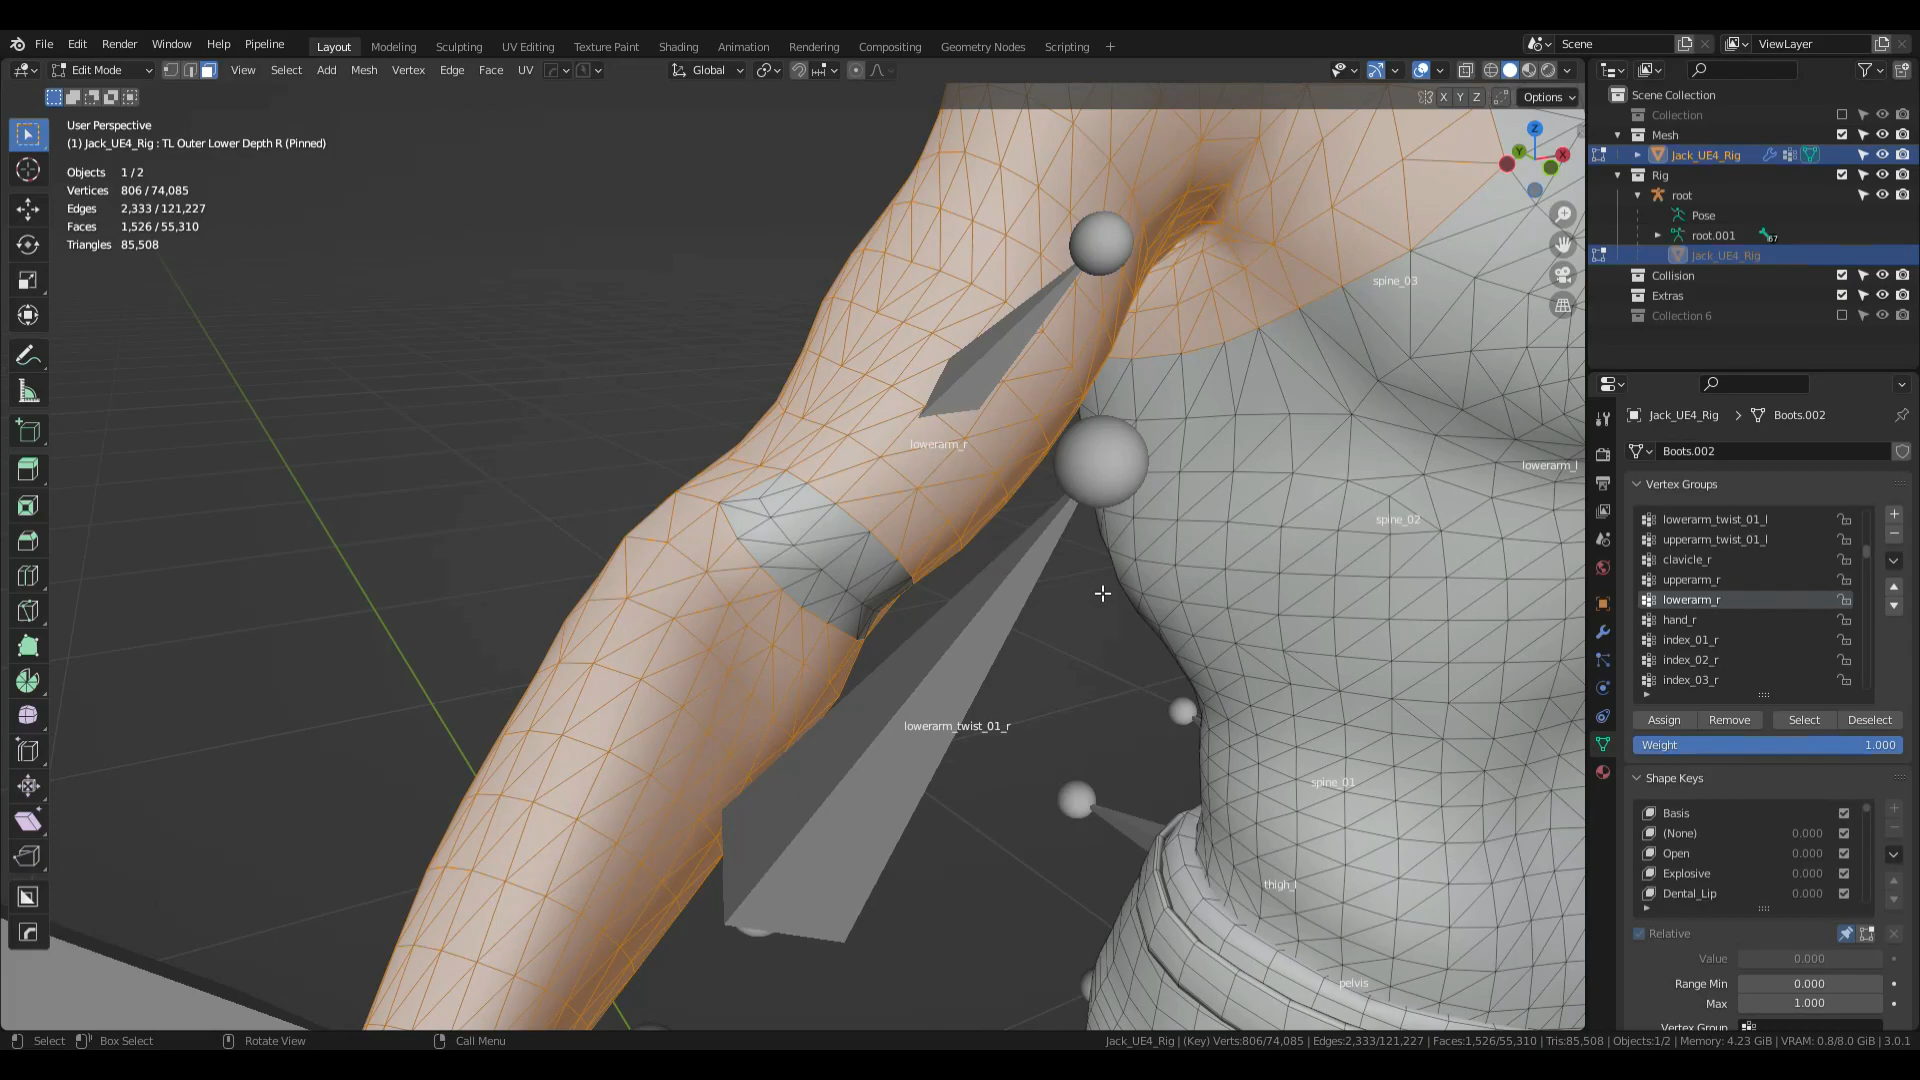 File Edit Render Window Help Pipeline
Layout Modeling Sculpting UV Editing Texture Paint Shading Animation Rendering Compositing Geometry Nodes Scripting +
Scene
ViewLayer
Edit Mode
View Select Add Mesh Vertex Edge Face UV
Global
X Y Z
Options
User Perspective
(1) Jack_UE4_Rig : TL Outer Lower Depth R (Pinned)
Objects 1 / 2
Vertices 806 / 74,085
Edges 2,333 / 121,227
Faces 1,526 / 55,310
Triangles 85,508
Z
Y
X
spine_03
lowerarm_r
lowerarm_l
spine_02
lowerarm_twist_01_r
spine_01
thigh_l
pelvis
Scene Collection
Collection
Mesh
Jack_UE4_Rig
Rig
root
Pose
root.001
67
Jack_UE4_Rig
Collision
Extras
Collection 6
Jack_UE4_Rig > Boots.002
Boots.002
Vertex Groups
lowerarm_twist_01_l
upperarm_twist_01_l
clavicle_r
upperarm_r
lowerarm_r
hand_r
index_01_r
index_02_r
index_03_r
Assign Remove Select Deselect
Weight 1.000
Shape Keys
Basis
(None) 0.000
Open 0.000
Explosive 0.000
Dental_Lip 0.000
Relative
Value 0.000
Range Min 0.000
Max 1.000
Vertex Group
Select Box Select Rotate View Call Menu
Jack_UE4_Rig | (Key) Verts:806/74,085 | Edges:2,333/121,227 | Faces:1,526/55,310 | Tris:85,508 | Objects:1/2 | Memory: 4.23 GiB | VRAM: 0.8/8.0 GiB | 3.0.1